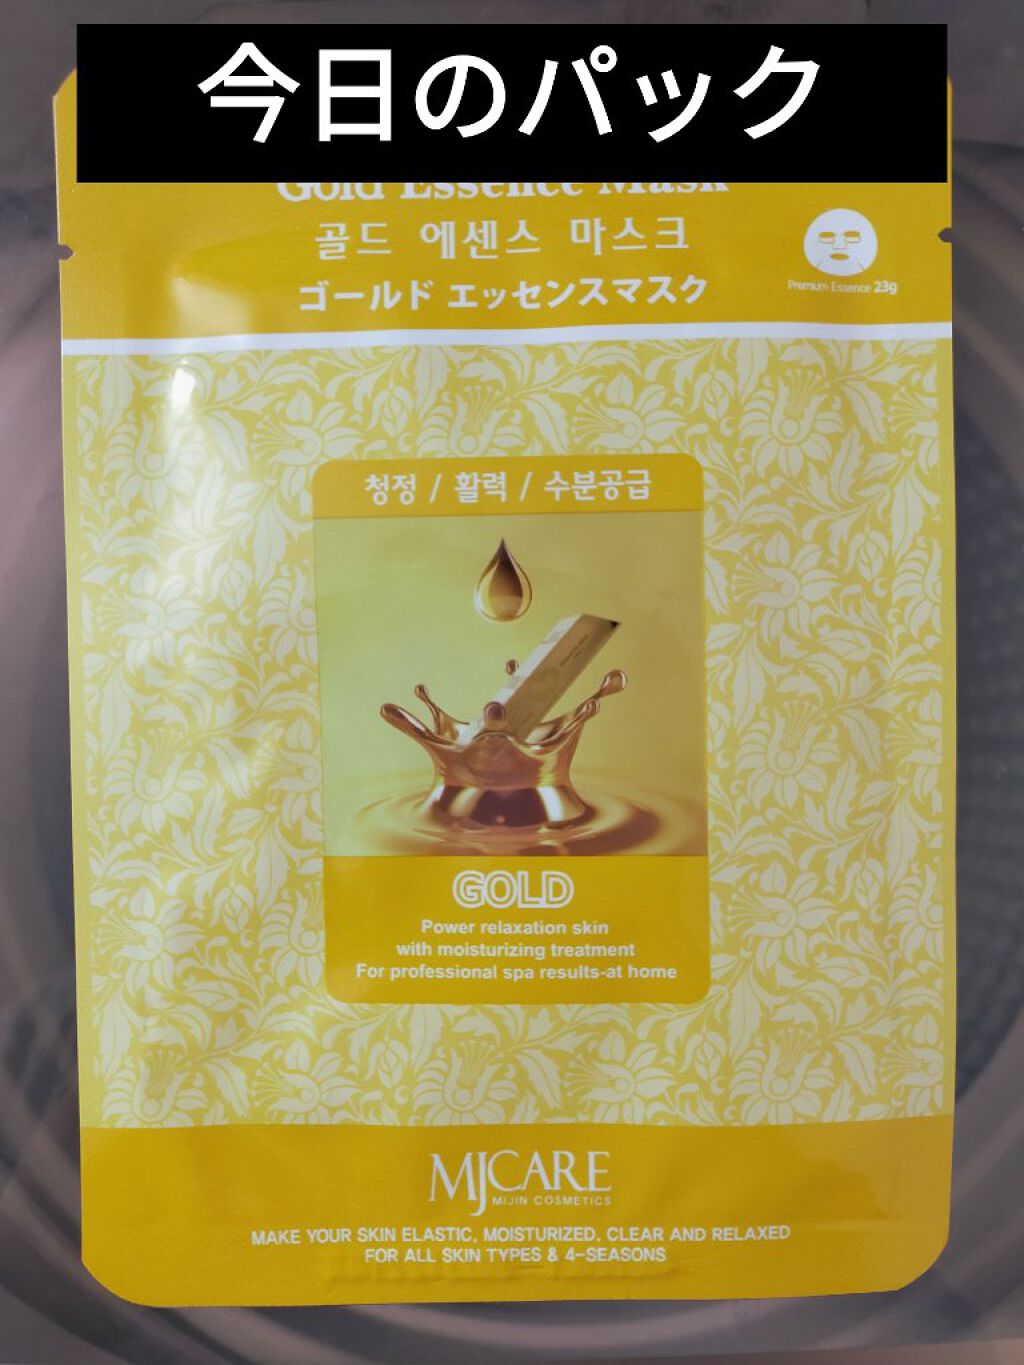 今日のパック
Gold Essence Mask
골드 에센스 마스크
ゴールド エッセンスマスク
Premium Essence 23g
청정 / 활력 / 수분공급
GOLD
Power relaxation skin
with moisturizing treatment
For professional spa results-at home
MJCARE
MIJIN COSMETICS
MAKE YOUR SKIN ELASTIC, MOISTURIZED, CLEAR AND RELAXED
FOR ALL SKIN TYPES & 4-SEASONS